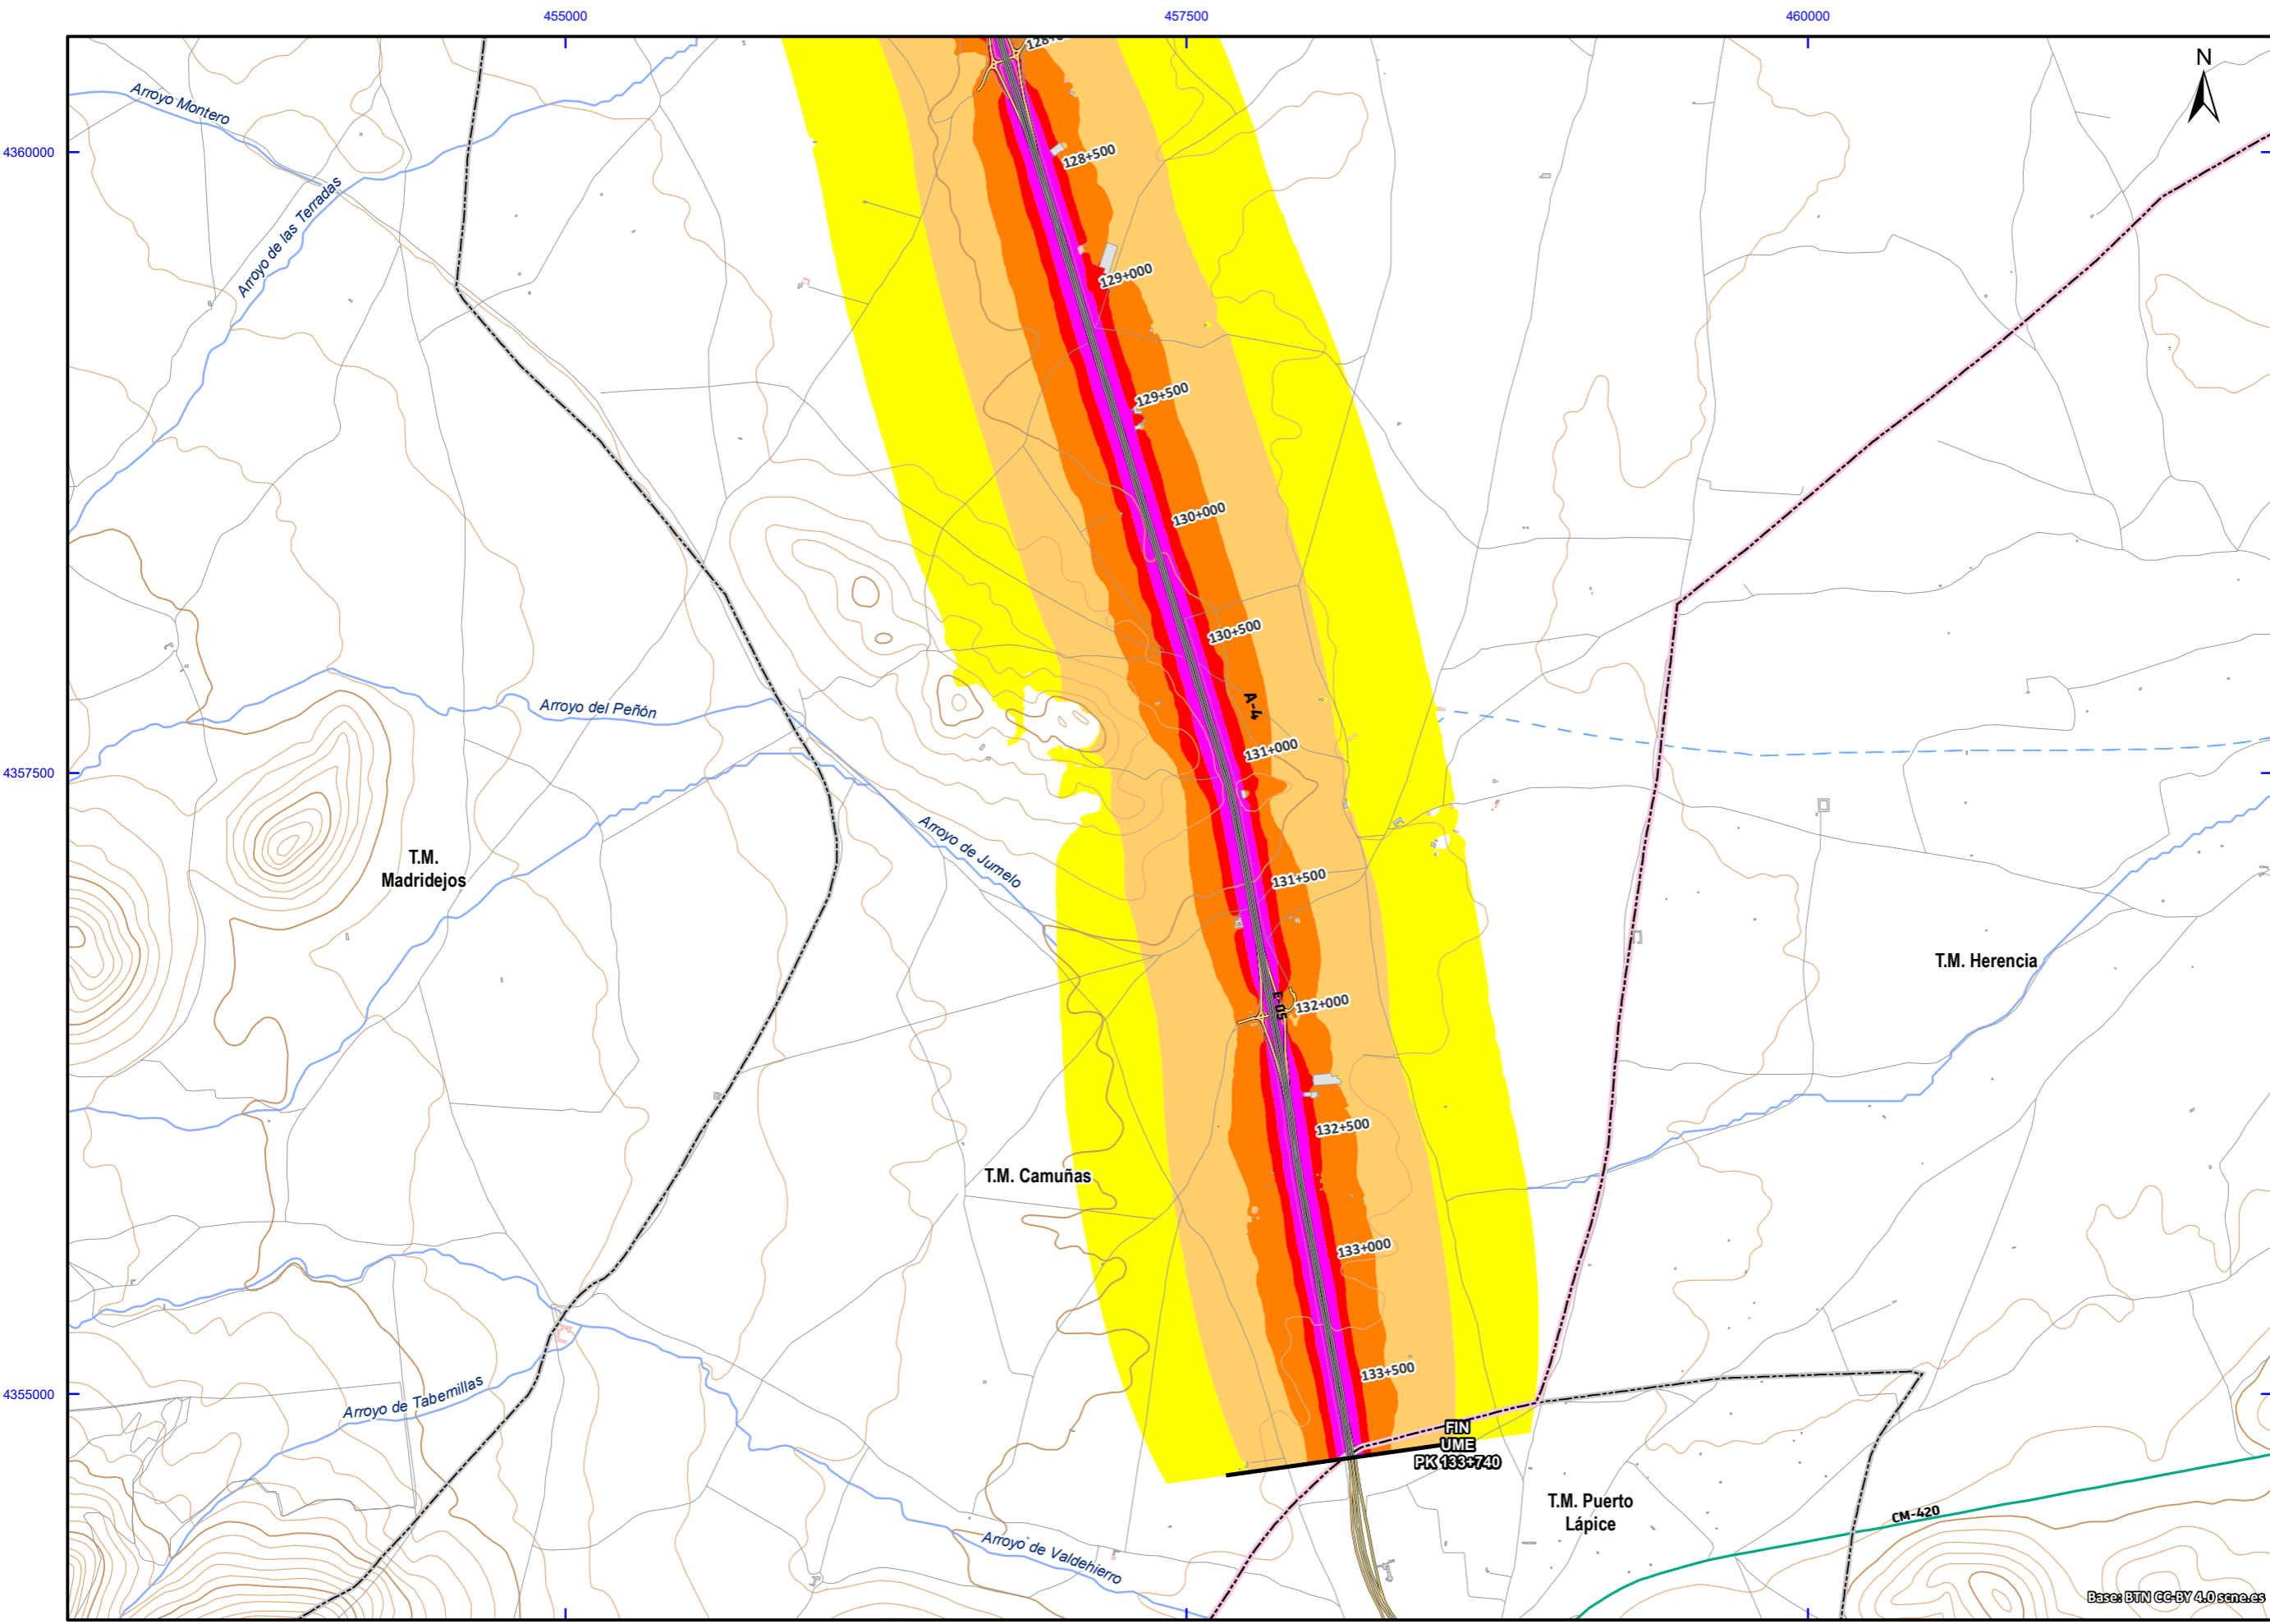 455000
457500
460000
N
128+
Arroyo Montero
4360000
128+500
Arroyo de las Terradas
129+000
129+500
130+000
130+500
A-4
Arroyo del Peñón
131+000
4357500
Arroyo de Jumelo
T.M.
Madridejos
131+500
T.M. Herencia
E-05
132+000
132+500
T.M. Camuñas
133+000
133+500
4355000
Arroyo de Tabernillas
FIN
UME
PK 133+740
T.M. Puerto
Lápice
CM-420
Arroyo de Valdehierro
Base: BTN CC-BY 4.0 scne.es